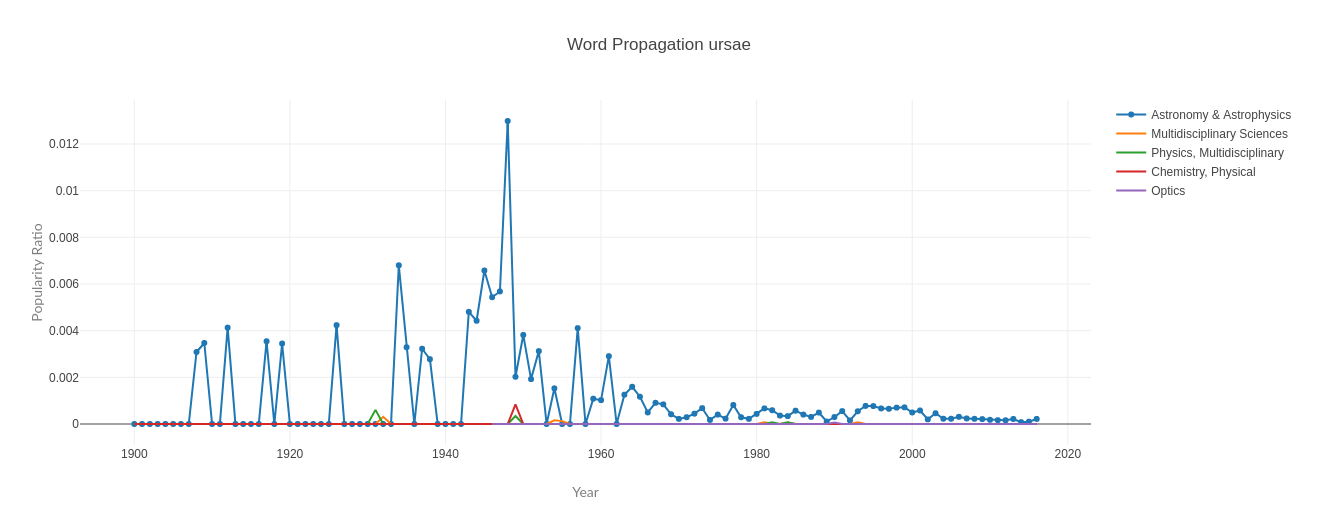 Word Propagation ursae
Astronomy & Astrophysics
Multidisciplinary Sciences
Physics, Multidisciplinary
Chemistry, Physical
Optics
Popularity Ratio
0.012
0.01
0.008
0.006
0.004
0.002
0
1900 1920 1940 1960 1980 2000 2020
Year